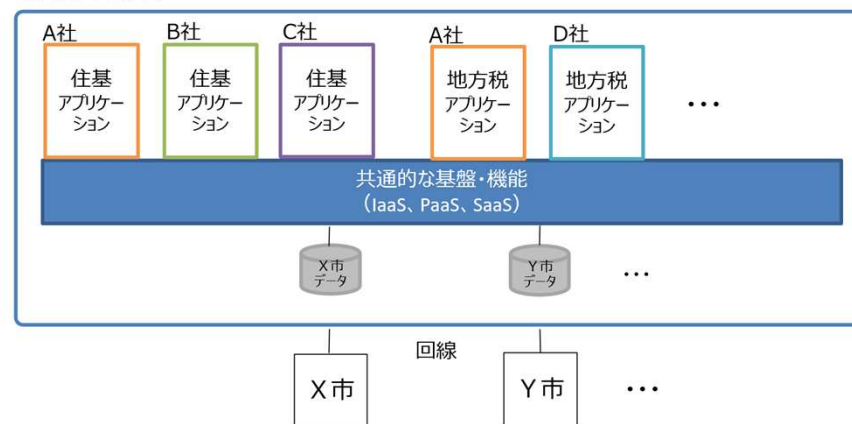 A社
B社
C社
A社
D社
住基
アプリケー
ション
住基
アプリケー
ション
住基
アプリケー
ション
地方税
アプリケー
ション
地方税
アプリケー
ション
…
共通的な基盤・機能
（IaaS、PaaS、SaaS）
X市
データ
Y市
データ
…
回線
X市
Y市
…